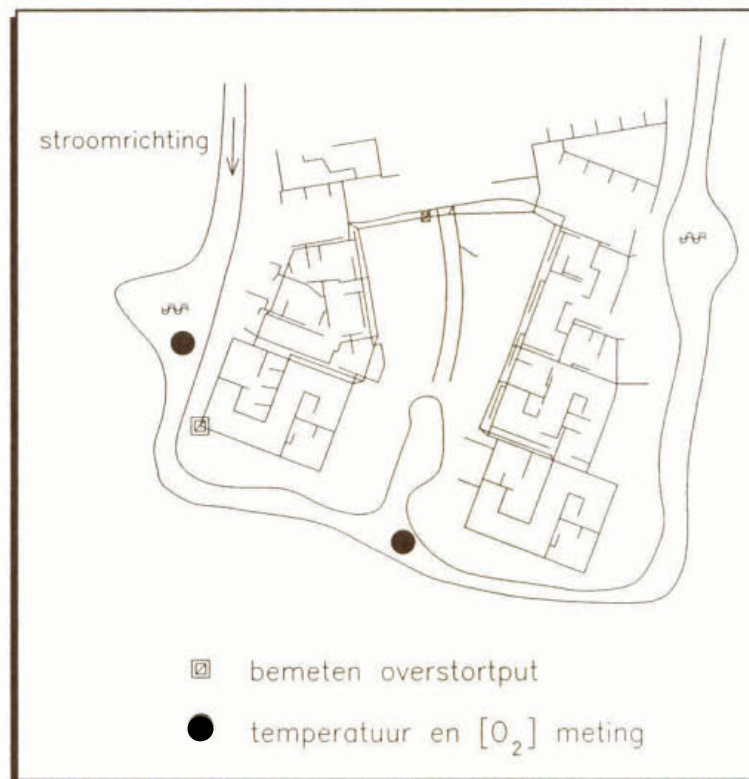 stroomrichting
bemeten overstortput
temperatuur en [O₂] meting